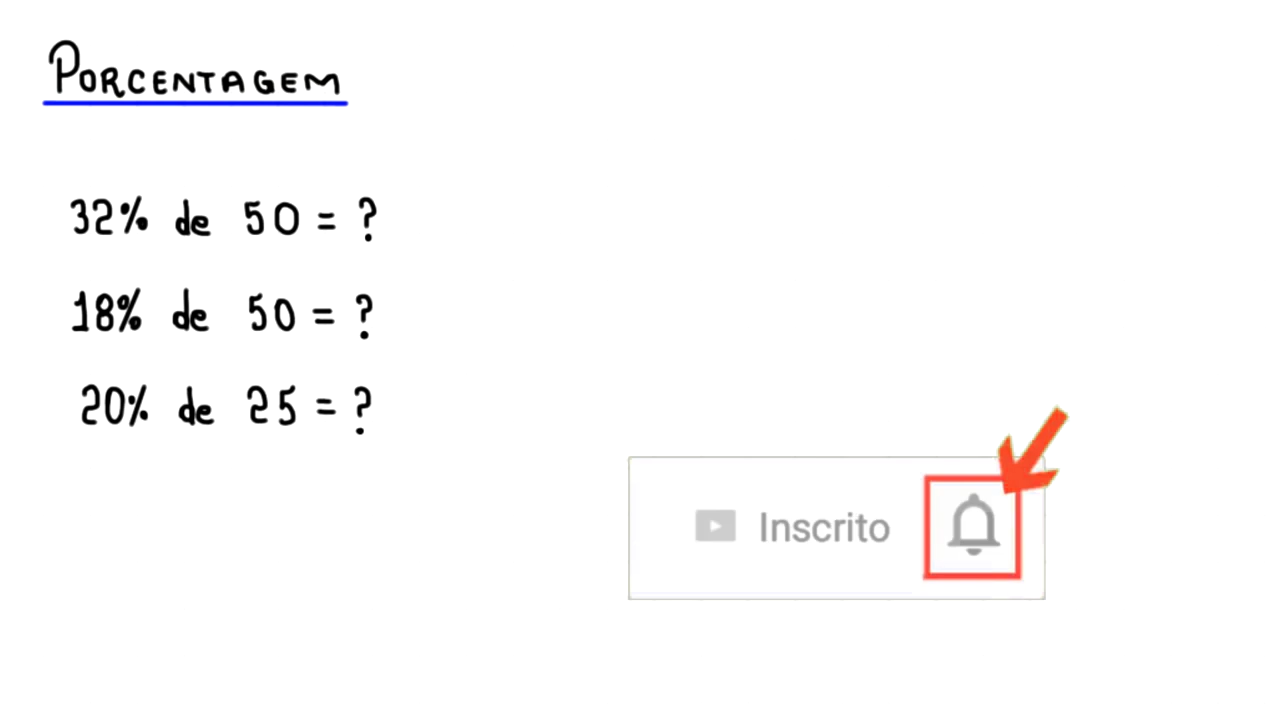 PORCENTAGEM
32% de 50 = ?
18% de 50 = ?
20% de 25 = ?
Inscrito